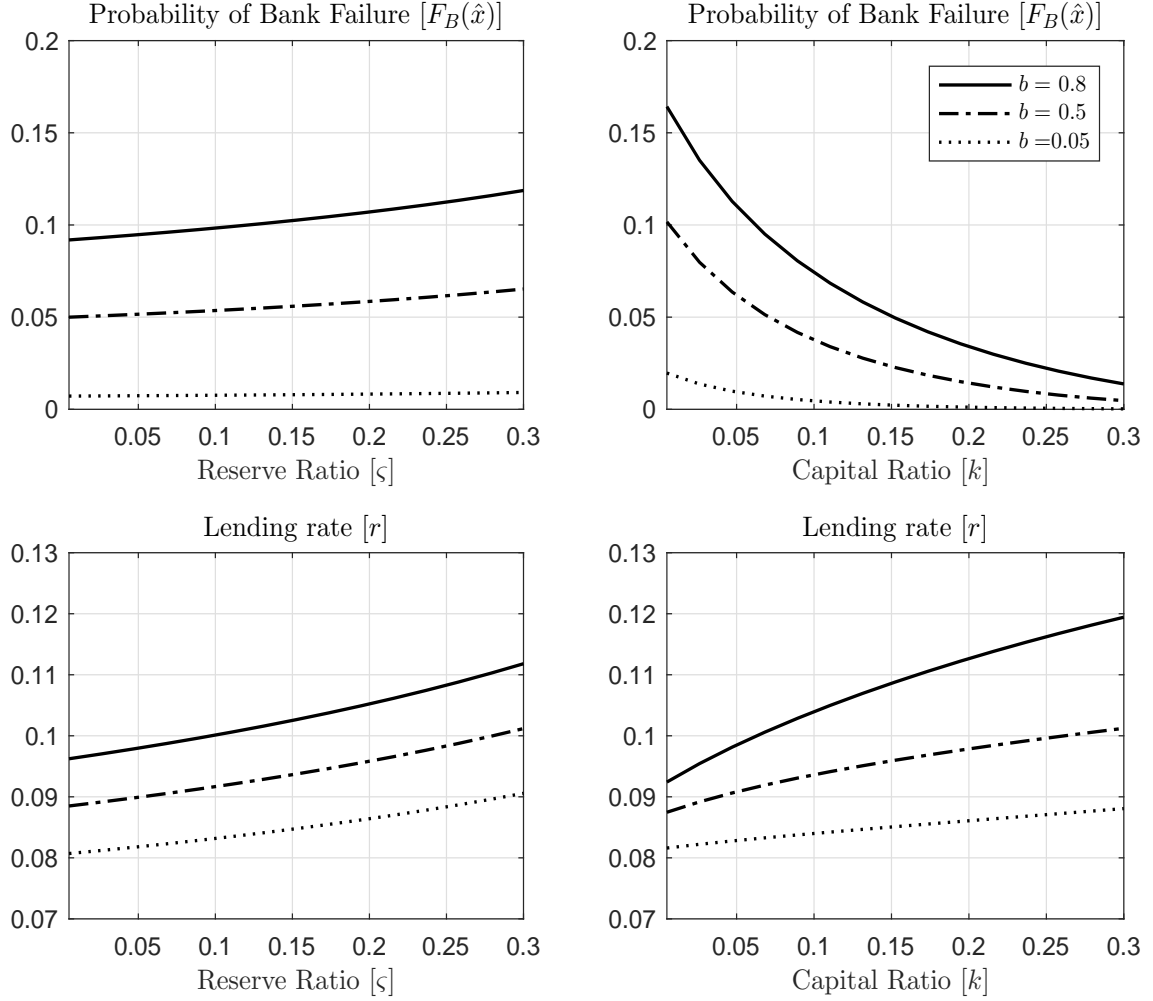 Probability of Bank Failure [F_B(x̂)]
0.2
0.15
0.1
0.05
0
0.05 0.1 0.15 0.2 0.25 0.3
Reserve Ratio [ς]
Probability of Bank Failure [F_B(x̂)]
0.2
0.15
0.1
0.05
0
b = 0.8
b = 0.5
b =0.05
0.05 0.1 0.15 0.2 0.25 0.3
Capital Ratio [k]
Lending rate [r]
0.13
0.12
0.11
0.1
0.09
0.08
0.07
0.05 0.1 0.15 0.2 0.25 0.3
Reserve Ratio [ς]
Lending rate [r]
0.13
0.12
0.11
0.1
0.09
0.08
0.07
0.05 0.1 0.15 0.2 0.25 0.3
Capital Ratio [k]